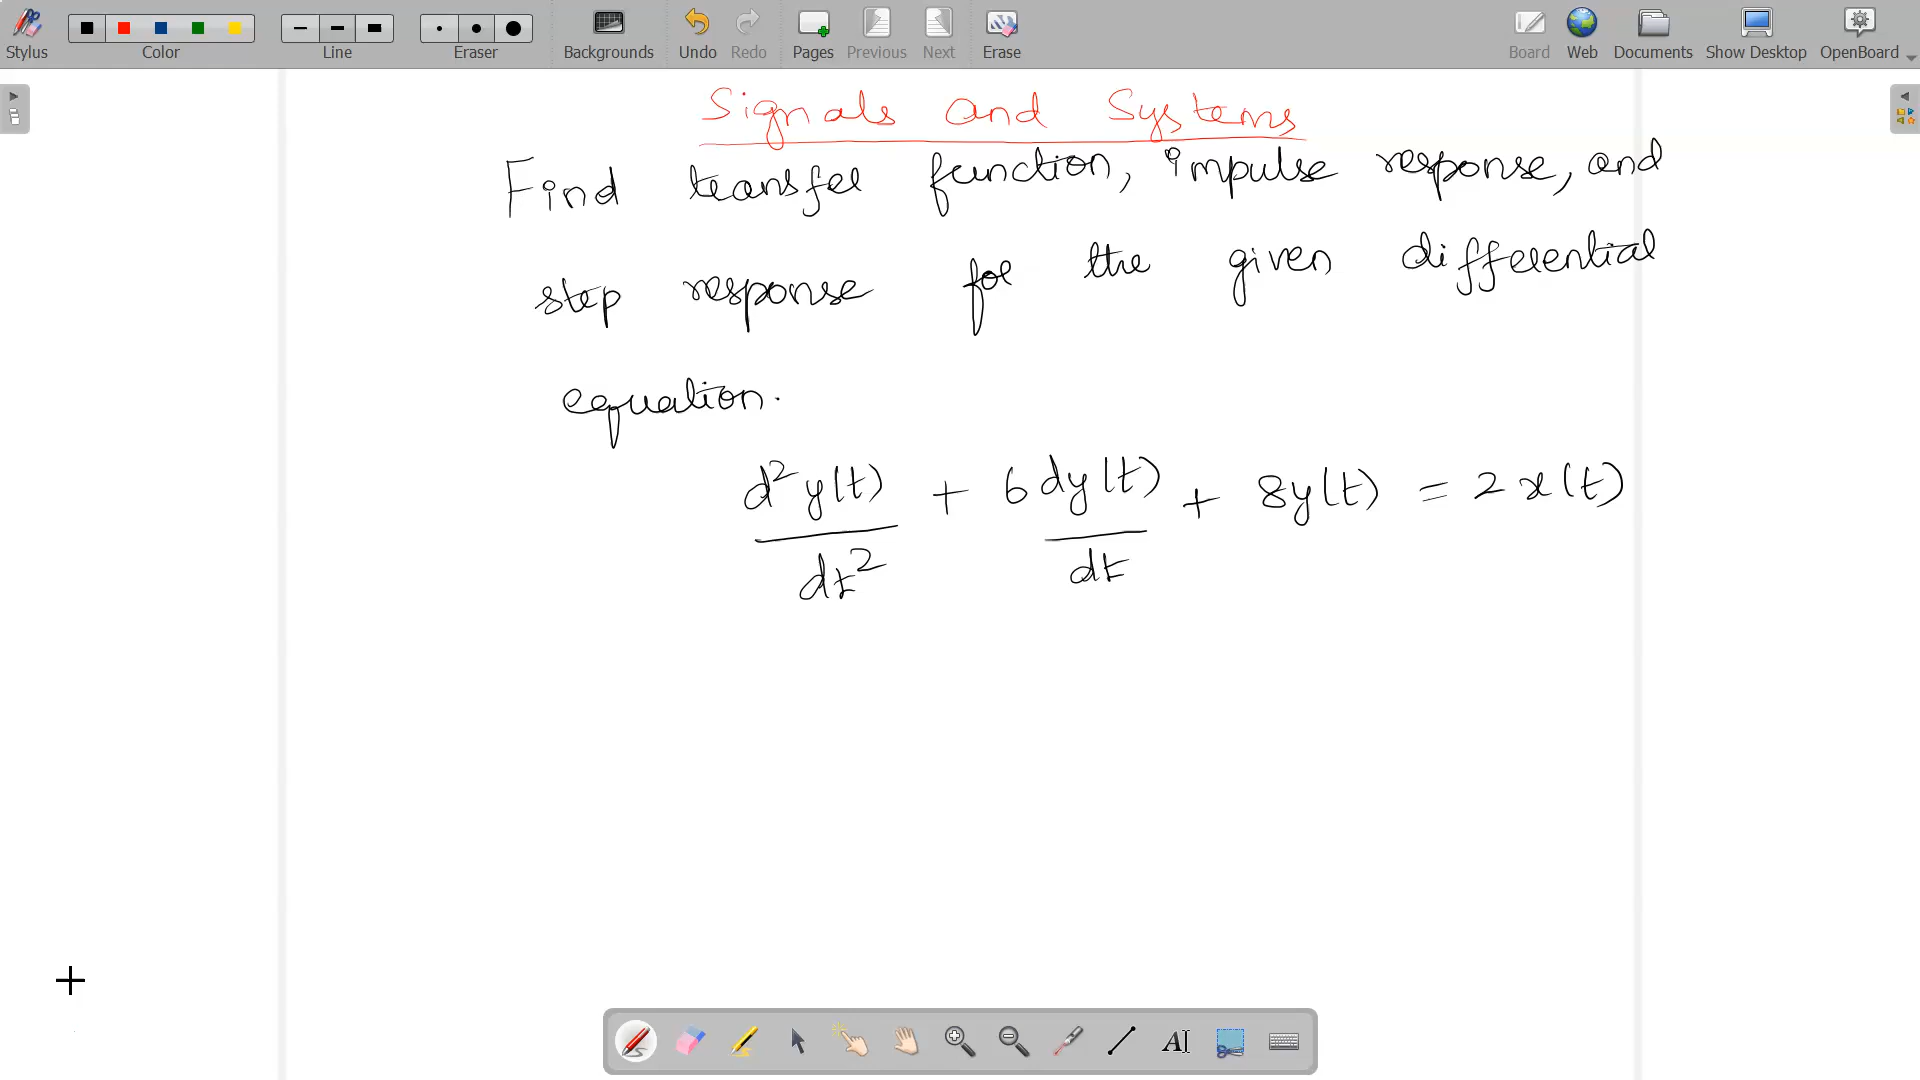 Stylus Color Line Eraser Backgrounds Undo Redo Pages Previous Next Erase Board Web Documents Show Desktop OpenBoard
Signals and Systems
Find transfer function, impulse response, and
step response for the given differential
equation.
d²y(t)/dt² + 6 dy(t)/dt + 8y(t) = 2x(t)
AI